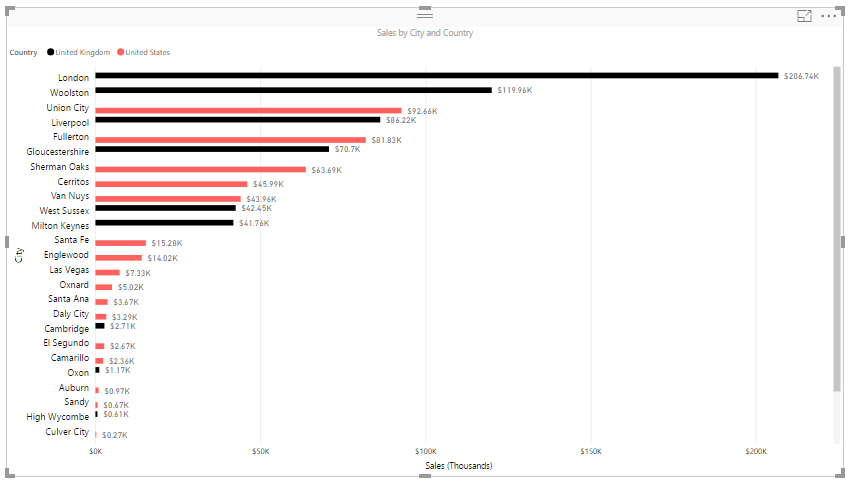 Sales by City and Country
Country United Kingdom United States
London $206.74K
Woolston $119.96K
Union City $92.66K
Liverpool $86.22K
Fullerton $81.83K
Gloucestershire $70.7K
Sherman Oaks $63.69K
Cerritos $45.99K
Van Nuys $43.96K
West Sussex $42.45K
Milton Keynes $41.76K
Santa Fe $15.28K
Englewood $14.02K
Las Vegas $7.33K
Oxnard $5.02K
Santa Ana $3.67K
Daly City $3.29K
Cambridge $2.71K
El Segundo $2.67K
Camarillo $2.36K
Oxon $1.17K
Auburn $0.97K
Sandy $0.67K
High Wycombe $0.61K
Culver City $0.27K
City
$0K $50K $100K $150K $200K
Sales (Thousands)